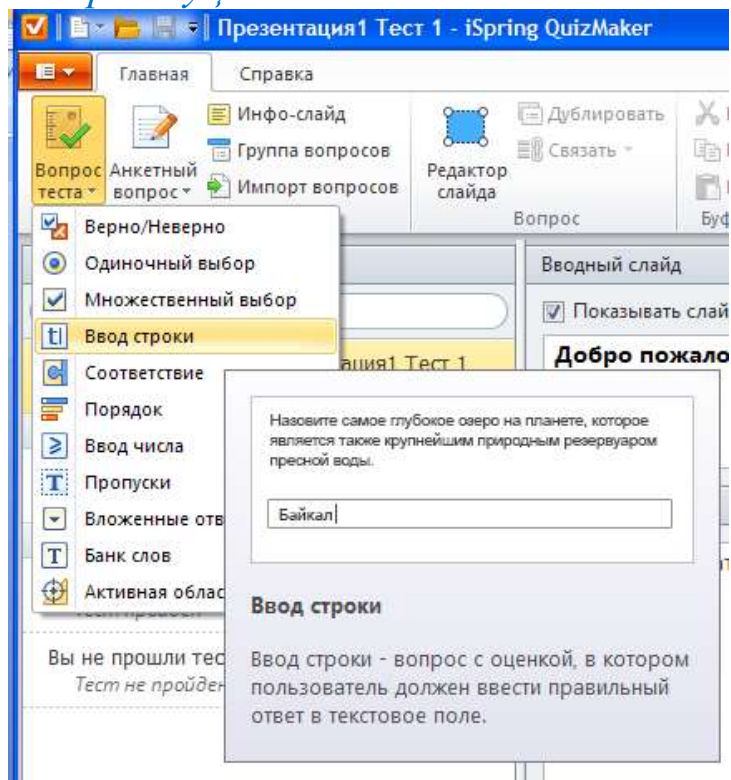 Презентация1 Тест 1 - iSpring QuizMaker
Главная
Справка
Вопрос теста
Анкетный вопрос
Инфо-слайд
Группа вопросов
Импорт вопросов
Редактор слайда
Дублировать
Связать
Вопрос
Верно/Неверно
Одиночный выбор
Множественный выбор
Ввод строки
Соответствие
Порядок
Ввод числа
Пропуски
Вложенные отв
Банк слов
Активная облас
Вводный слайд
Показывать слай
Добро пожало
ация1 Тест 1
Назовите самое глубокое озеро на планете, которое
является также крупнейшим природным резервуаром
пресной воды.
Байкал
Ввод строки
Ввод строки - вопрос с оценкой, в котором
пользователь должен ввести правильный
ответ в текстовое поле.
Вы не прошли тес
Тест не пройден